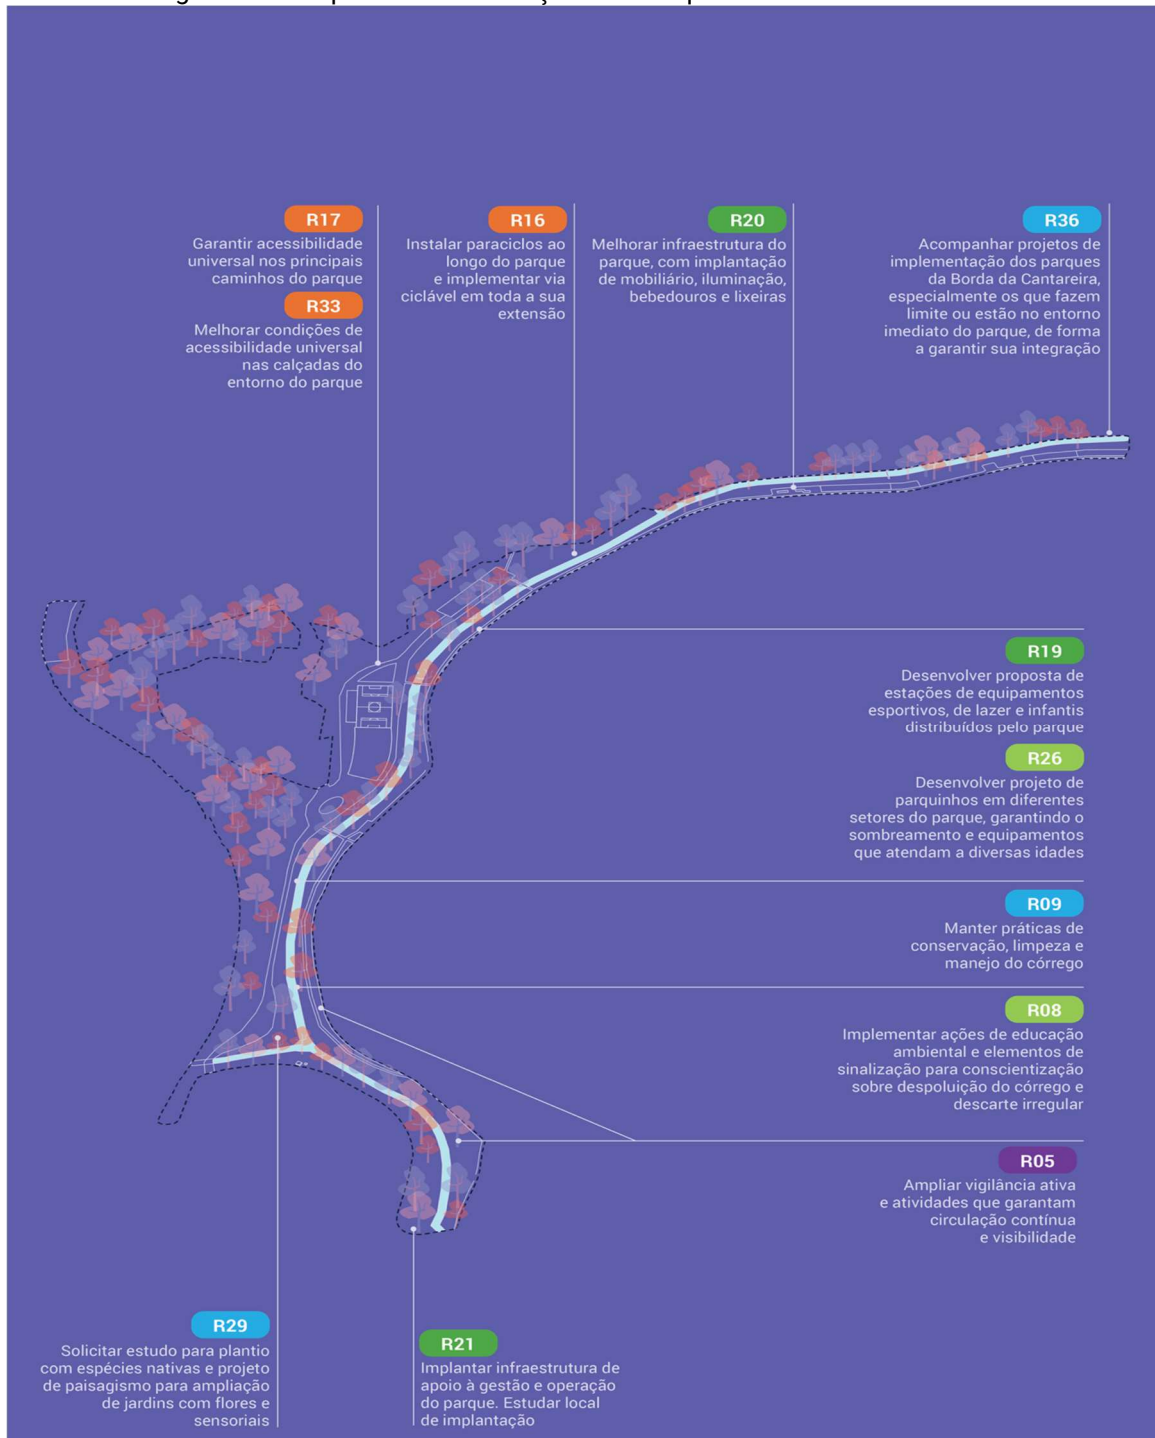 R17
Garantir acessibilidade
universal nos principais
caminhos do parque
R33
Melhorar condições de
acessibilidade universal
nas calçadas do
entorno do parque
R16
Instalar paraciclos ao
longo do parque
e implementar via
ciclável em toda a sua
extensão
R20
Melhorar infraestrutura do
parque, com implantação
de mobiliário, iluminação,
bebedouros e lixeiras
R36
Acompanhar projetos de
implementação dos parques
da Borda da Cantareira,
especialmente os que fazem
limite ou estão no entorno
imediato do parque, de forma
a garantir sua integração
R19
Desenvolver proposta de
estações de equipamentos
esportivos, de lazer e infantis
distribuídos pelo parque
R26
Desenvolver projeto de
parquinhos em diferentes
setores do parque, garantindo o
sombreamento e equipamentos
que atendam a diversas idades
R09
Manter práticas de
conservação, limpeza e
manejo do córrego
R08
Implementar ações de educação
ambiental e elementos de
sinalização para conscientização
sobre despoluição do córrego e
descarte irregular
R05
Ampliar vigilância ativa
e atividades que garantam
circulação contínua
e visibilidade
R29
Solicitar estudo para plantio
com espécies nativas e projeto
de paisagismo para ampliação
de jardins com flores e
sensoriais
R21
Implantar infraestrutura de
apoio à gestão e operação
do parque. Estudar local
de implantação